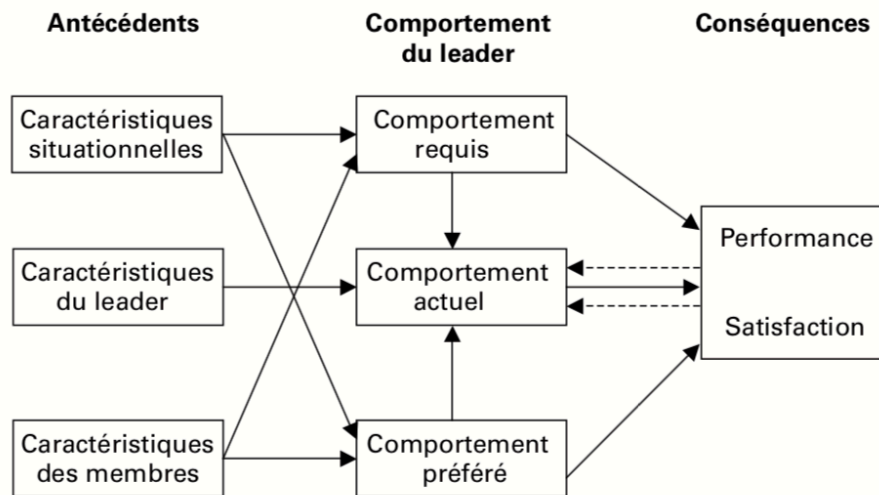 Antécédents
Comportement
du leader
Conséquences
Caractéristiques
situationnelles
Comportement
requis
Performance
Caractéristiques
du leader
Comportement
actuel
Satisfaction
Caractéristiques
des membres
Comportement
préféré